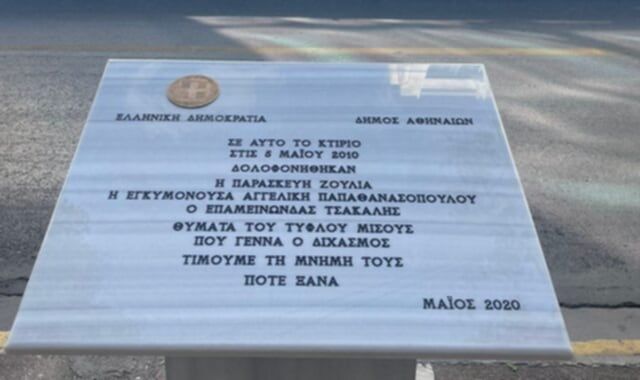 ΕΛΛΗΝΙΚΗ ΔΗΜΟΚΡΑΤΙΑ ΔΗΜΟΣ ΑΘΗΝΑΙΩΝ
ΣΕ ΑΥΤΟ ΤΟ ΚΤΙΡΙΟ
ΣΤΙΣ 5 ΜΑΪΟΥ 2010
ΔΟΛΟΦΟΝΗΘΗΚΑΝ
Η ΠΑΡΑΣΚΕΥΗ ΖΟΥΛΙΑ
Η ΕΓΚΥΜΟΝΟΥΣΑ ΑΓΓΕΛΙΚΗ ΠΑΠΑΘΑΝΑΣΟΠΟΥΛΟΥ
Ο ΕΠΑΜΕΙΝΩΝΔΑΣ ΤΣΑΚΑΛΗΣ
ΘΥΜΑΤΑ ΤΟΥ ΤΥΦΛΟΥ ΜΙΣΟΥΣ
ΠΟΥ ΓΕΝΝΑ Ο ΔΙΧΑΣΜΟΣ
ΤΙΜΟΥΜΕ ΤΗ ΜΝΗΜΗ ΤΟΥΣ
ΠΟΤΕ ΞΑΝΑ
ΜΑΪΟΣ 2020